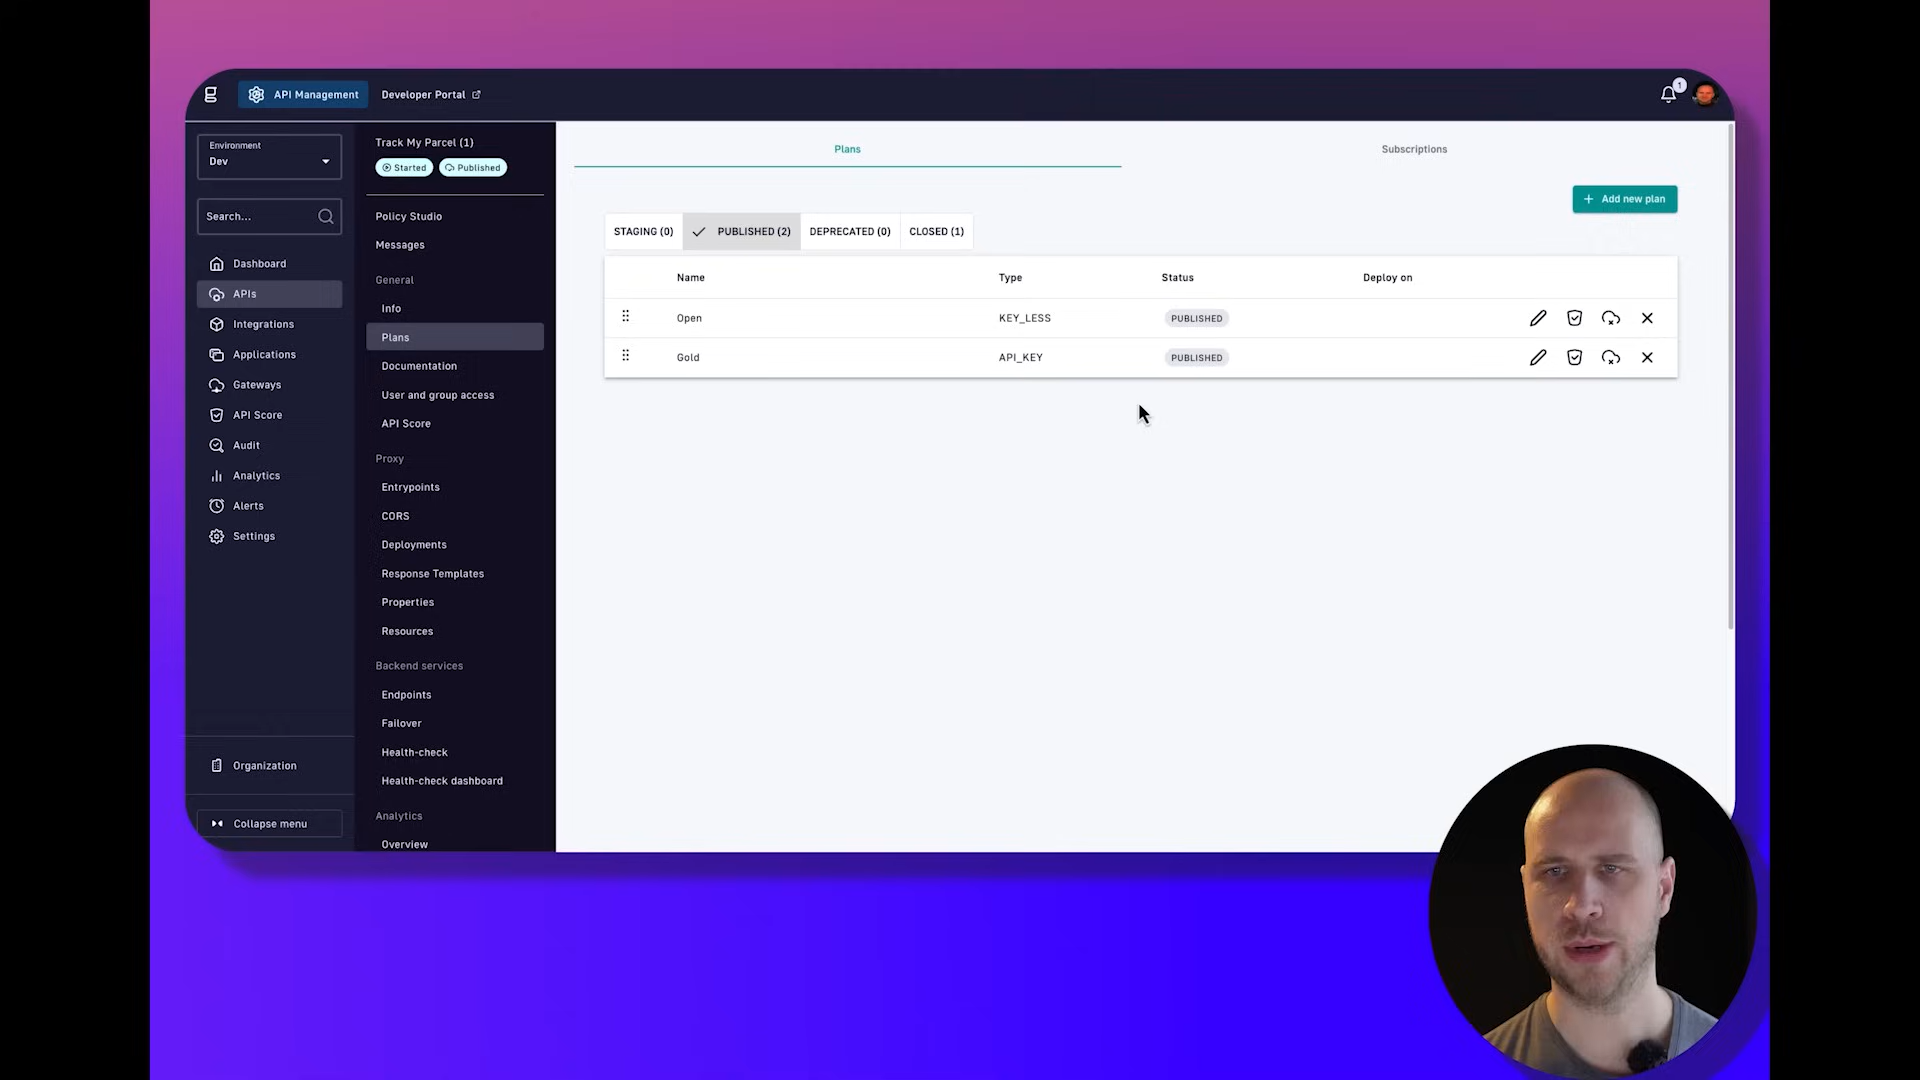 API Management
Developer Portal
1
Environment
Dev
Search...
Dashboard
APIs
Integrations
Applications
Gateways
API Score
Audit
Analytics
Alerts
Settings
Organization
Collapse menu
Track My Parcel (1)
Started
Published
Policy Studio
Messages
General
Info
Plans
Documentation
User and group access
API Score
Proxy
Entrypoints
CORS
Deployments
Response Templates
Properties
Resources
Backend services
Endpoints
Failover
Health-check
Health-check dashboard
Analytics
Overview
Plans
Subscriptions
Add new plan
STAGING (0)
PUBLISHED (2)
DEPRECATED (0)
CLOSED (1)
Name Type Status Deploy on
Open KEY_LESS PUBLISHED
Gold API_KEY PUBLISHED